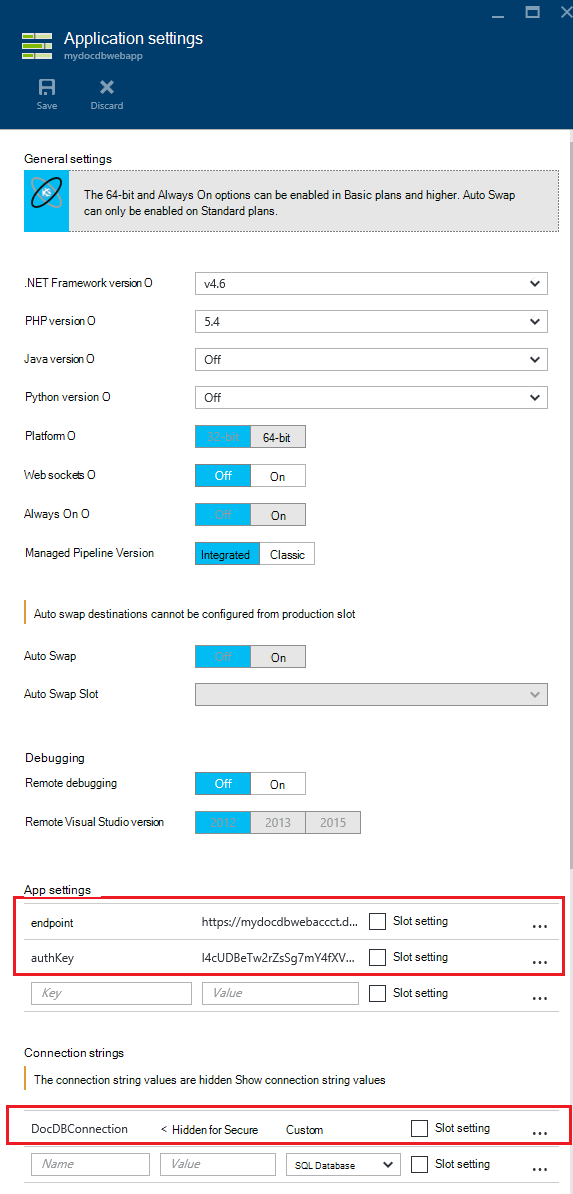 Application settings
mydocdbwebapp
Save Discard
General settings
The 64-bit and Always On options can be enabled in Basic plans and higher. Auto Swap
can only be enabled on Standard plans.
.NET Framework version O v4.6
PHP version O 5.4
Java version O Off
Python version O Off
Platform O 32-bit 64-bit
Web sockets O Off On
Always On O Off On
Managed Pipeline Version Integrated Classic
Auto swap destinations cannot be configured from production slot
Auto Swap Off On
Auto Swap Slot
Debugging
Remote debugging Off On
Remote Visual Studio version 2012 2013 2015
App settings
endpoint https://mydocdbwebaccct.d... Slot setting ...
authKey I4cUDBeTw2rZsSg7mY4fXV... Slot setting ...
Key Value Slot setting ...
Connection strings
The connection string values are hidden Show connection string values
DocDBConnection < Hidden for Secure Custom Slot setting ...
Name Value SQL Database Slot setting ...